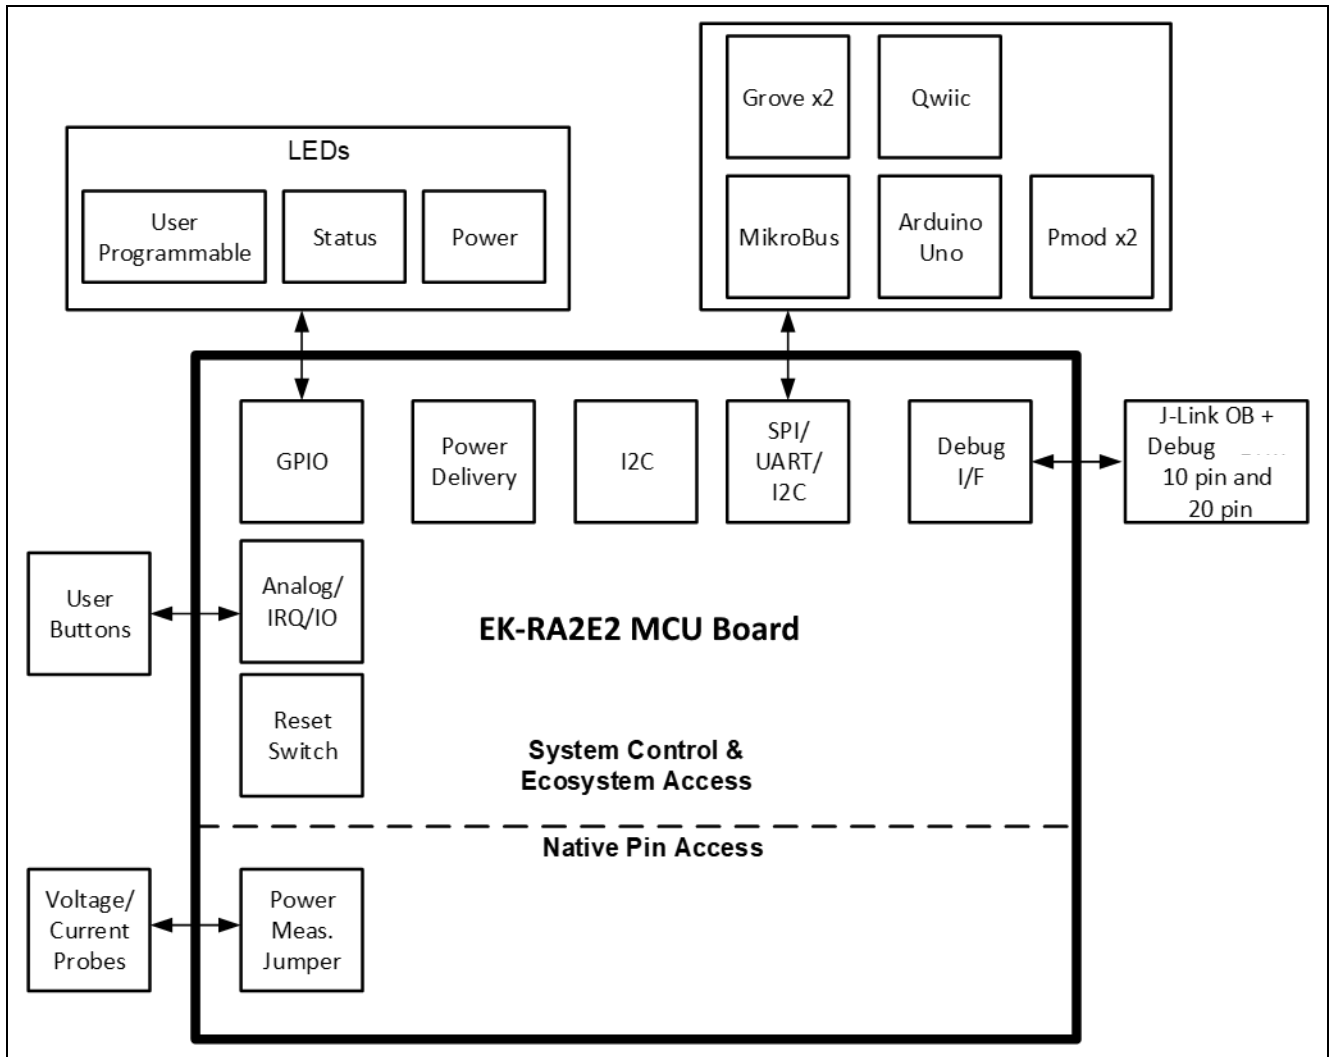 Grove x2
Qwiic
LEDs
User
Programmable
Status
Power
MikroBus
Arduino
Uno
Pmod x2
GPIO
Power
Delivery
I2C
SPI/
UART/
I2C
Debug
I/F
J-Link OB +
Debug
10 pin and
20 pin
User
Buttons
Analog/
IRQ/IO
EK-RA2E2 MCU Board
Reset
Switch
System Control &
Ecosystem Access
Native Pin Access
Voltage/
Current
Probes
Power
Meas.
Jumper